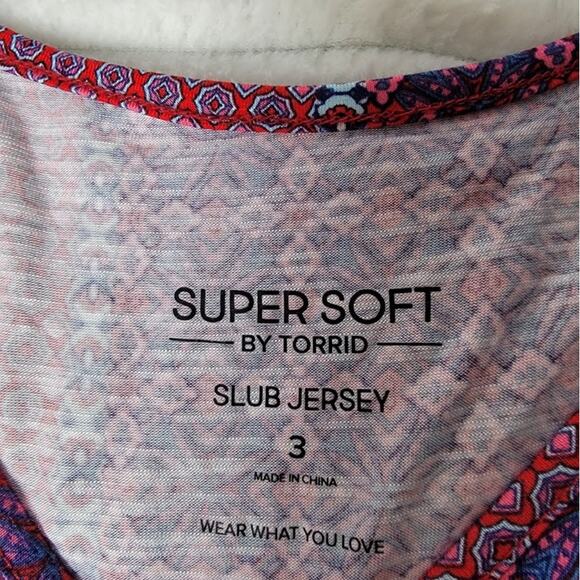 SUPER SOFT
BY TORRID
SLUB JERSEY
3
MADE IN CHINA
WEAR WHAT YOU LOVE